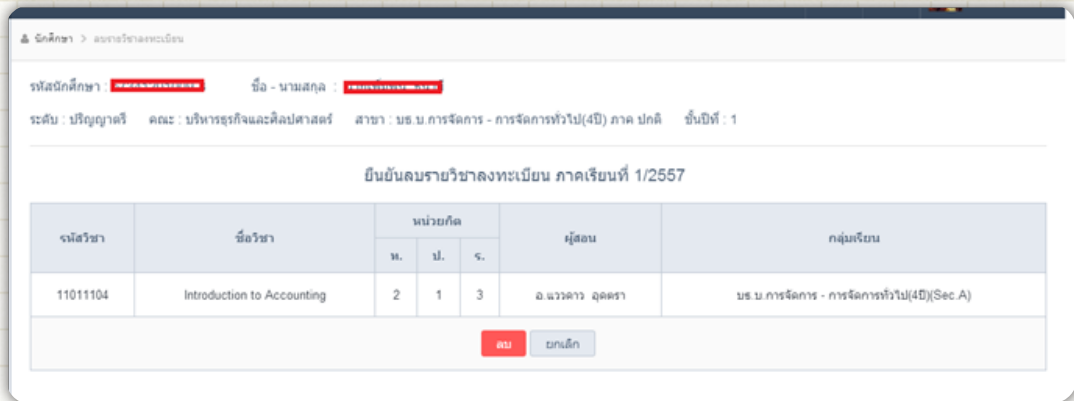 นักศึกษา > ลบรายวิชาลงทะเบียน
รหัสนักศึกษา : ชื่อ - นามสกุล :
ระดับ : ปริญญาตรี คณะ : บริหารธุรกิจและศิลปศาสตร์ สาขา : บธ.บ.การจัดการ - การจัดการทั่วไป(4ปี) ภาค ปกติ ชั้นปีที่ : 1
ยืนยันลบรายวิชาลงทะเบียน ภาคเรียนที่ 1/2557
รหัสวิชา ชื่อวิชา หน่วยกิต ผู้สอน กลุ่มเรียน
ท. ป. ร.
11011104 Introduction to Accounting 2 1 3 อ.แววดาว อุดตรา บธ.บ.การจัดการ - การจัดการทั่วไป(4ปี)(Sec.A)
ลบ ยกเลิก